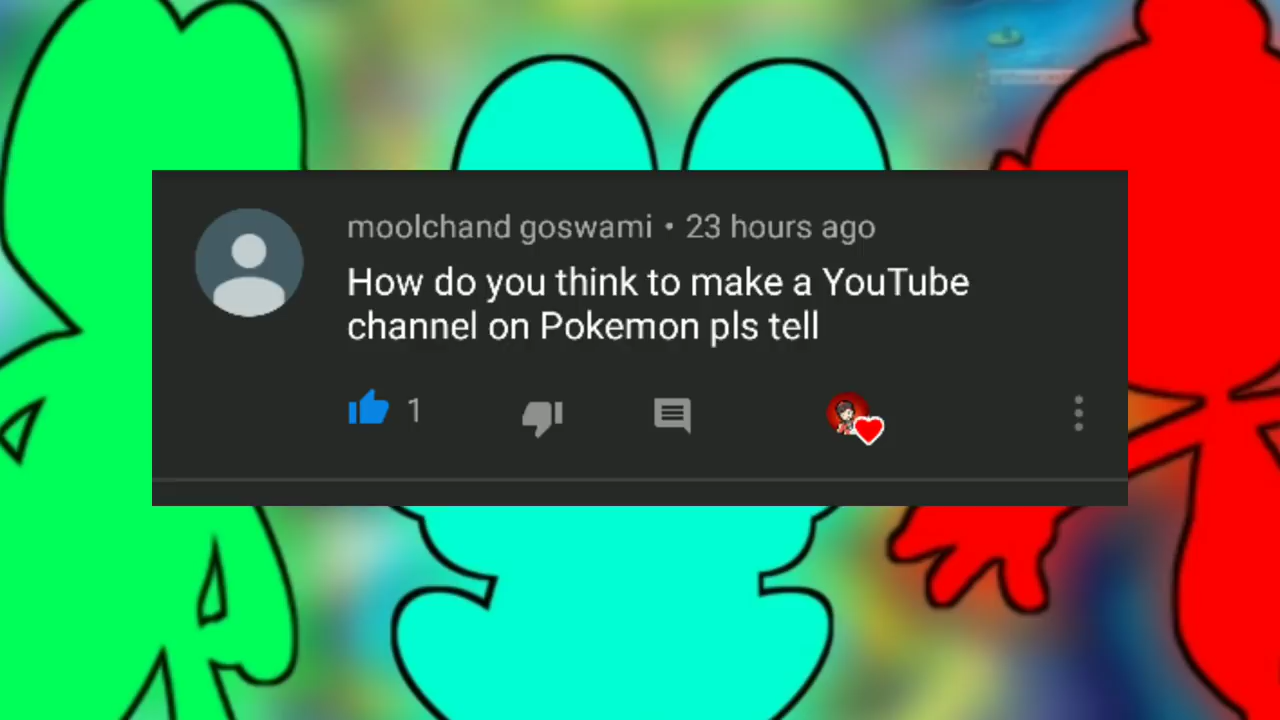 moolchand goswami • 23 hours ago
How do you think to make a YouTube
channel on Pokemon pls tell
1